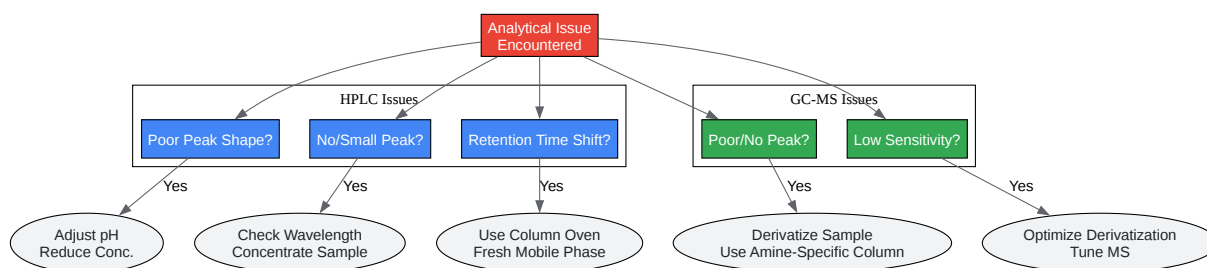 Analytical Issue
Encountered
HPLC Issues
GC-MS Issues
Poor Peak Shape?
No/Small Peak?
Retention Time Shift?
Poor/No Peak?
Low Sensitivity?
Yes
Yes
Yes
Yes
Yes
Adjust pH
Reduce Conc.
Check Wavelength
Concentrate Sample
Use Column Oven
Fresh Mobile Phase
Derivatize Sample
Use Amine-Specific Column
Optimize Derivatization
Tune MS